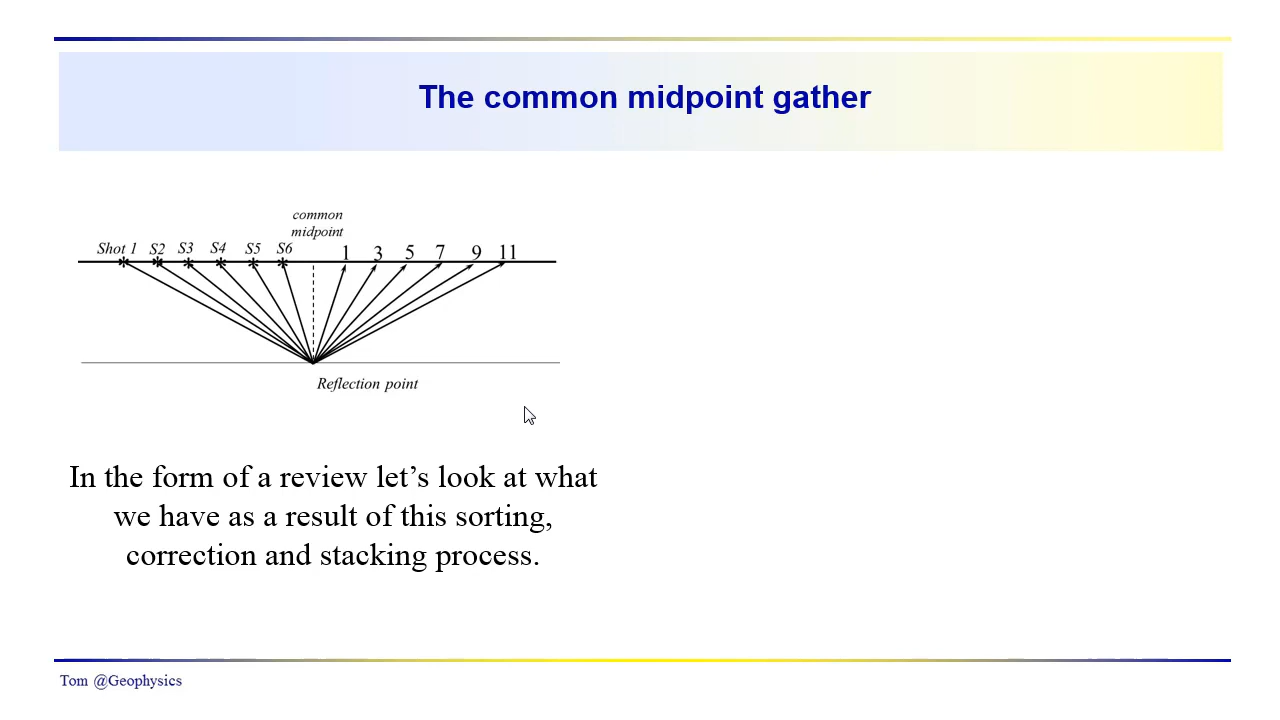 The common midpoint gather
common
midpoint
Shot 1 S2 S3 S4 S5 S6 1 3 5 7 9 11
Reflection point
In the form of a review let’s look at what
we have as a result of this sorting,
correction and stacking process.
Tom @Geophysics